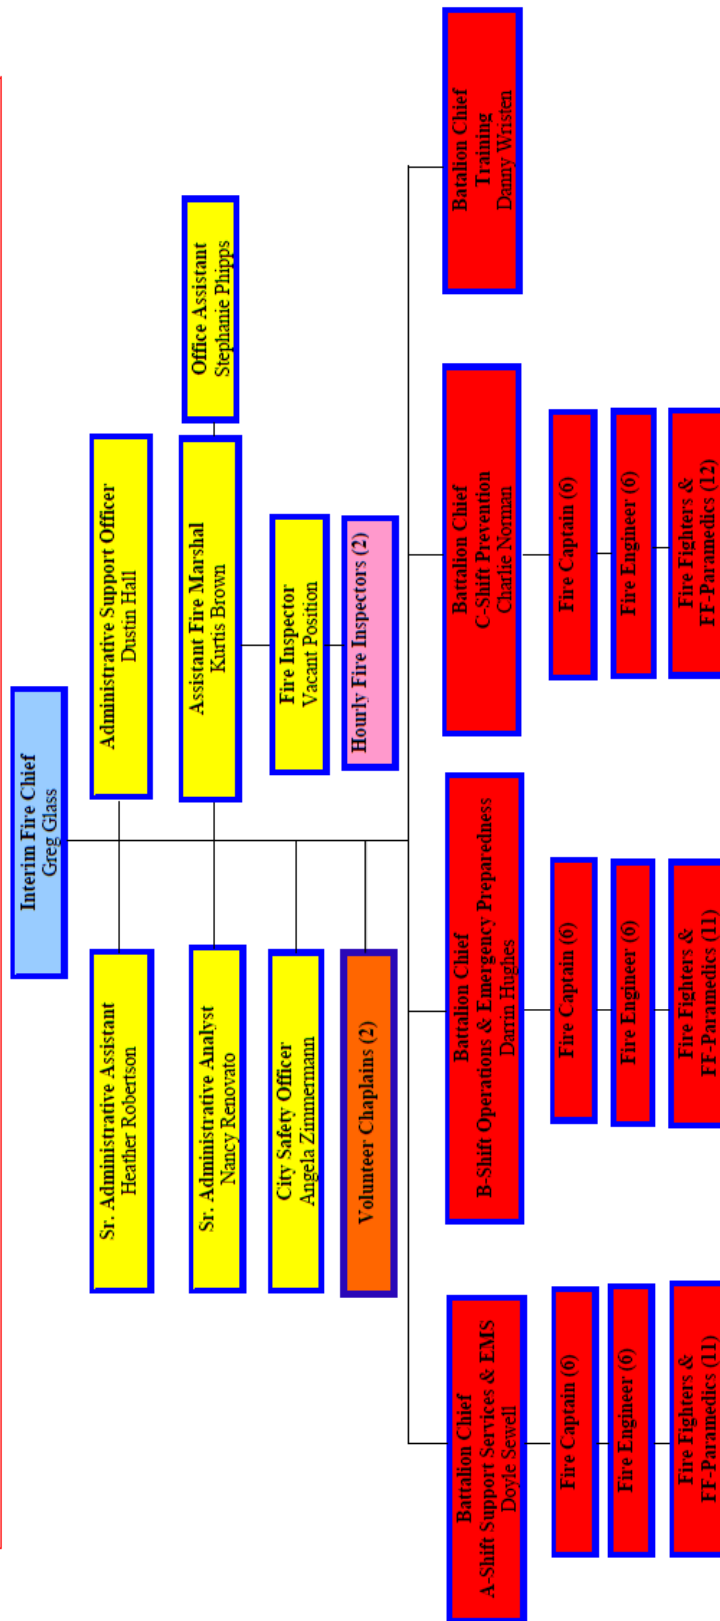 Interim Fire Chief
Greg Glass
Sr. Administrative Assistant
Heather Robertson
Administrative Support Officer
Dustin Hall
Sr. Administrative Analyst
Nancy Renovato
Assistant Fire Marshal
Kurtis Brown
Office Assistant
Stephanie Phipps
City Safety Officer
Angela Zimmermann
Fire Inspector
Vacant Position
Volunteer Chaplains (2)
Hourly Fire Inspectors (2)
Battalion Chief
A-Shift Support Services & EMS
Doyle Sewell
Fire Captain (6)
Fire Engineer (6)
Fire Fighters &
FF-Paramedics (11)
Battalion Chief
B-Shift Operations & Emergency Preparedness
Darrin Hughes
Fire Captain (6)
Fire Engineer (6)
Fire Fighters &
FF-Paramedics (11)
Battalion Chief
C-Shift Prevention
Charlie Norman
Fire Captain (6)
Fire Engineer (6)
Fire Fighters &
FF-Paramedics (12)
Batalion Chief
Training
Danny Wristen